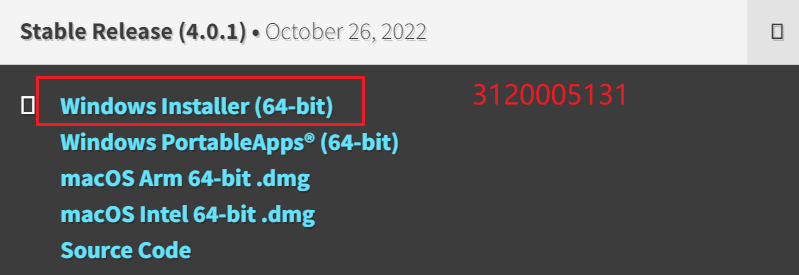 Stable Release (4.0.1) • October 26, 2022
Windows Installer (64-bit)
3120005131
Windows PortableApps® (64-bit)
macOS Arm 64-bit .dmg
macOS Intel 64-bit .dmg
Source Code